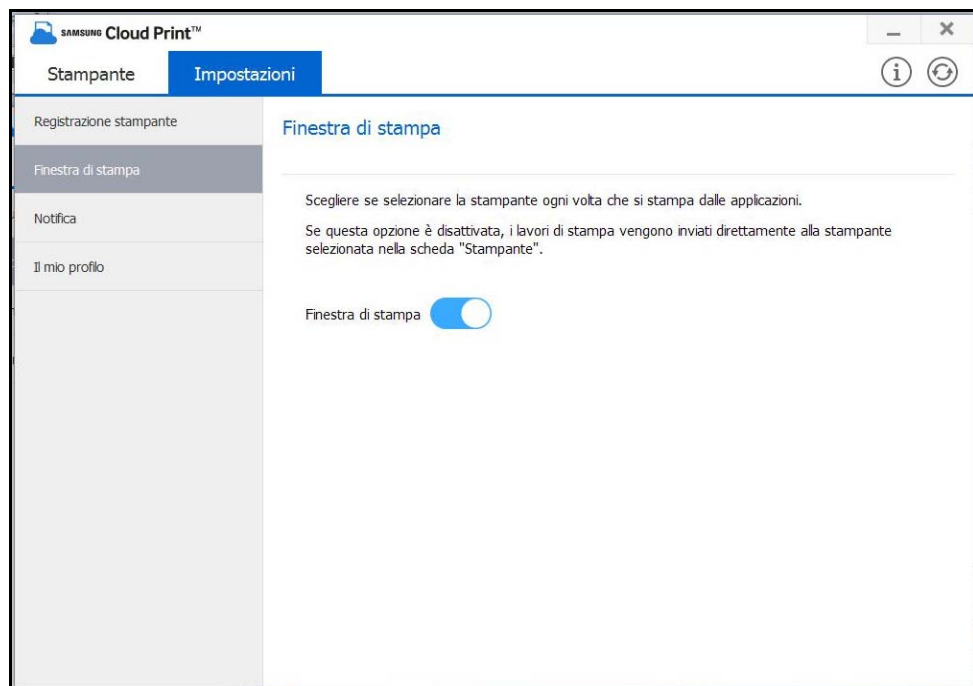 SAMSUNG Cloud Print™
Stampante
Impostazioni
Registrazione stampante
Finestra di stampa
Notifica
Il mio profilo
Finestra di stampa
Scegliere se selezionare la stampante ogni volta che si stampa dalle applicazioni.
Se questa opzione è disattivata, i lavori di stampa vengono inviati direttamente alla stampante
selezionata nella scheda "Stampante".
Finestra di stampa